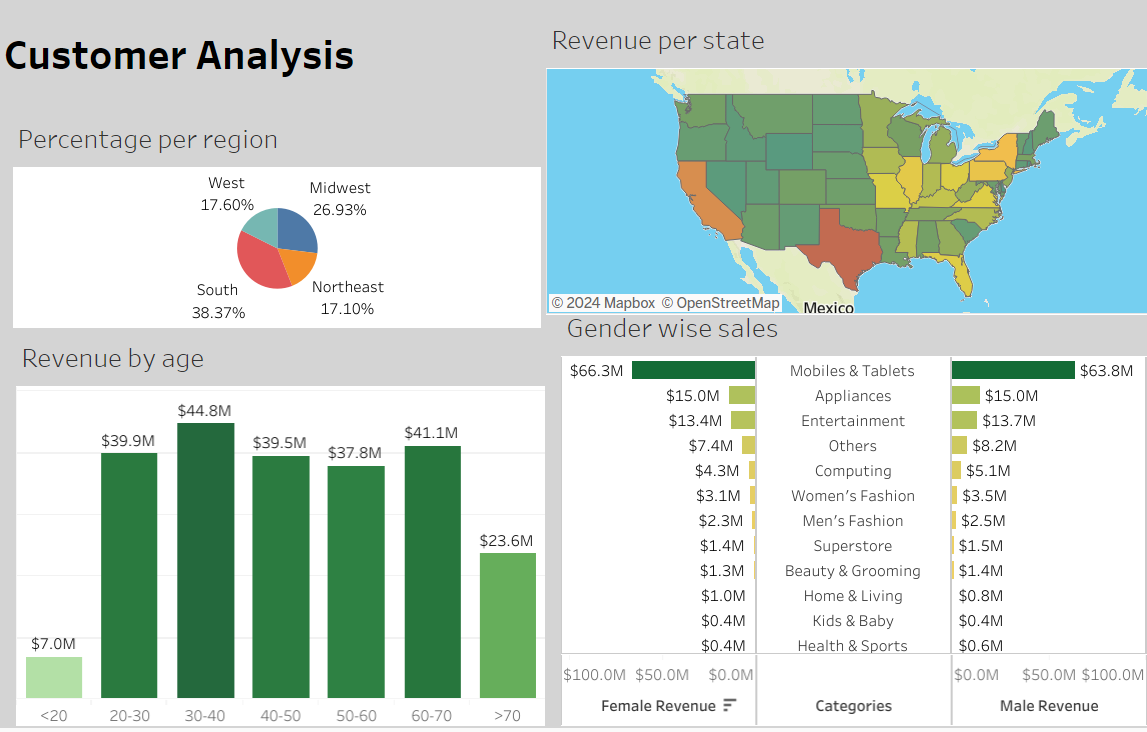 Customer Analysis
Percentage per region
West
17.60%
Midwest
26.93%
South
38.37%
Northeast
17.10%
Revenue by age
$7.0M
$39.9M
$44.8M
$39.5M
$37.8M
$41.1M
$23.6M
<20 20-30 30-40 40-50 50-60 60-70 >70
Revenue per state
© 2024 Mapbox © OpenStreetMap
Mexico
Gender wise sales
$66.3M Mobiles & Tablets $63.8M
$15.0M Appliances $15.0M
$13.4M Entertainment $13.7M
$7.4M Others $8.2M
$4.3M Computing $5.1M
$3.1M Women's Fashion $3.5M
$2.3M Men's Fashion $2.5M
$1.4M Superstore $1.5M
$1.3M Beauty & Grooming $1.4M
$1.0M Home & Living $0.8M
$0.4M Kids & Baby $0.4M
$0.4M Health & Sports $0.6M
$100.0M $50.0M $0.0M $0.0M $50.0M $100.0M
Female Revenue Categories Male Revenue